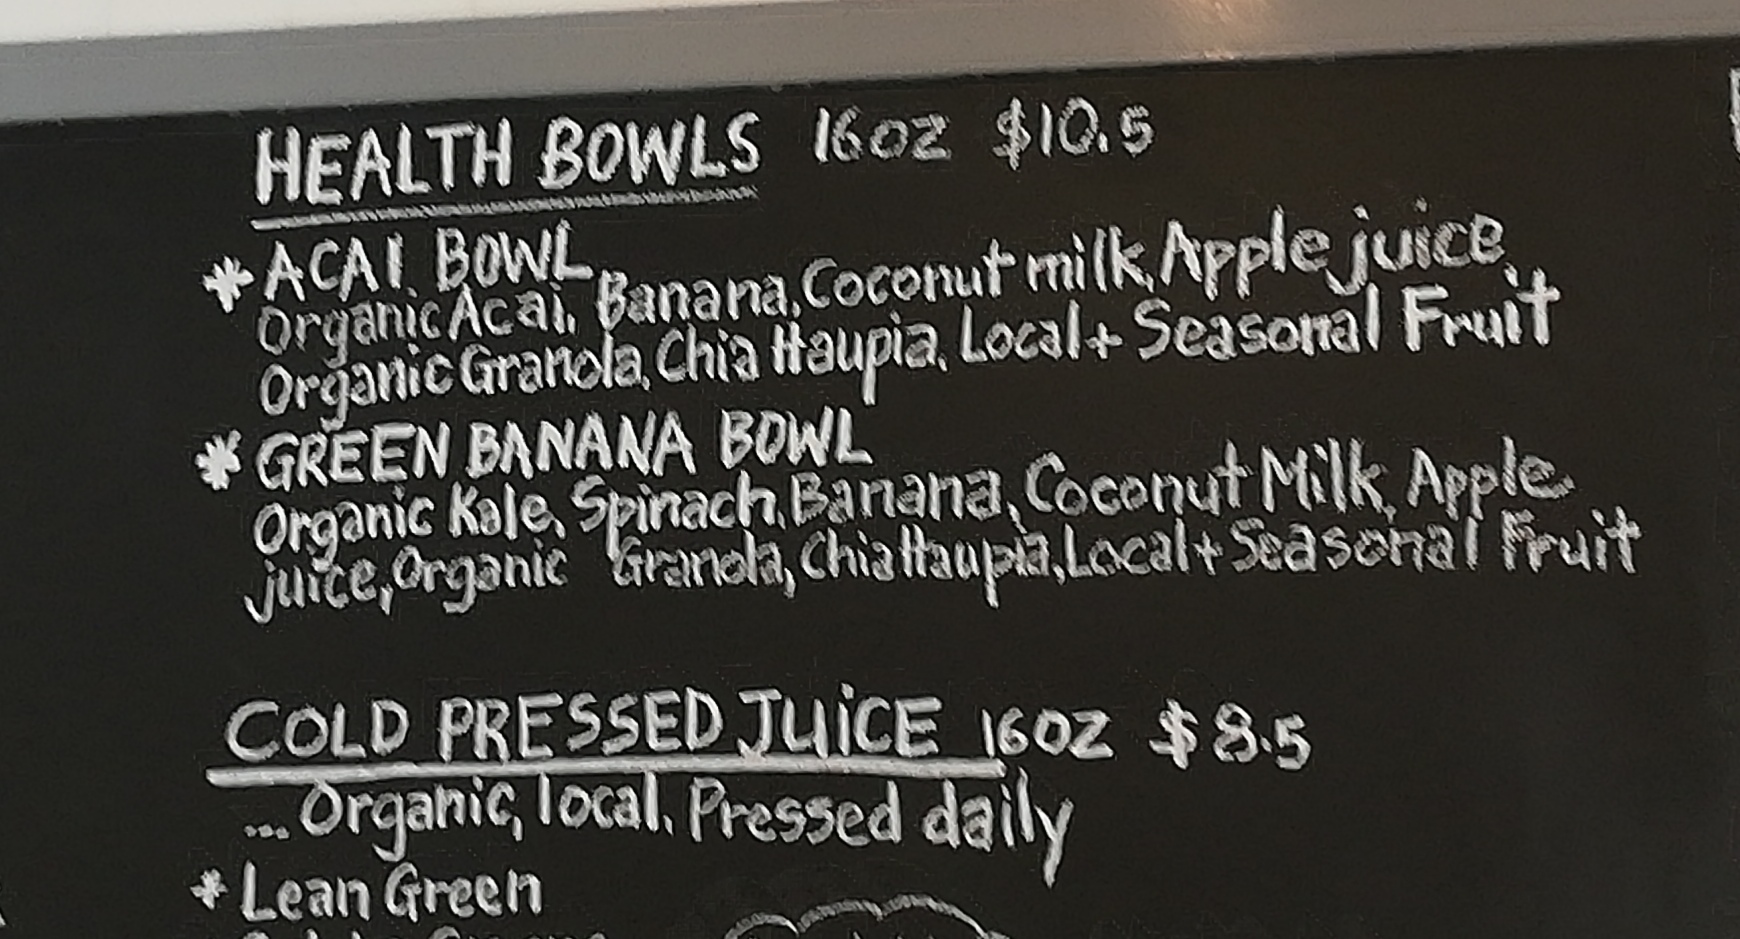 HEALTH BOWLS 16oz $10.5
* ACAI BOWL
Organic Acai, Banana, Coconut milk, Apple juice,
Organic Granola, Chia Haupia, Local + Seasonal Fruit
* GREEN BANANA BOWL
Organic Kale, Spinach, Banana, Coconut Milk, Apple
juice, Organic Granola, Chia Haupia, Local + Seasonal Fruit
COLD PRESSED JUiCE 16oz $8.5
... Organic, local, Pressed daily
* Lean Green